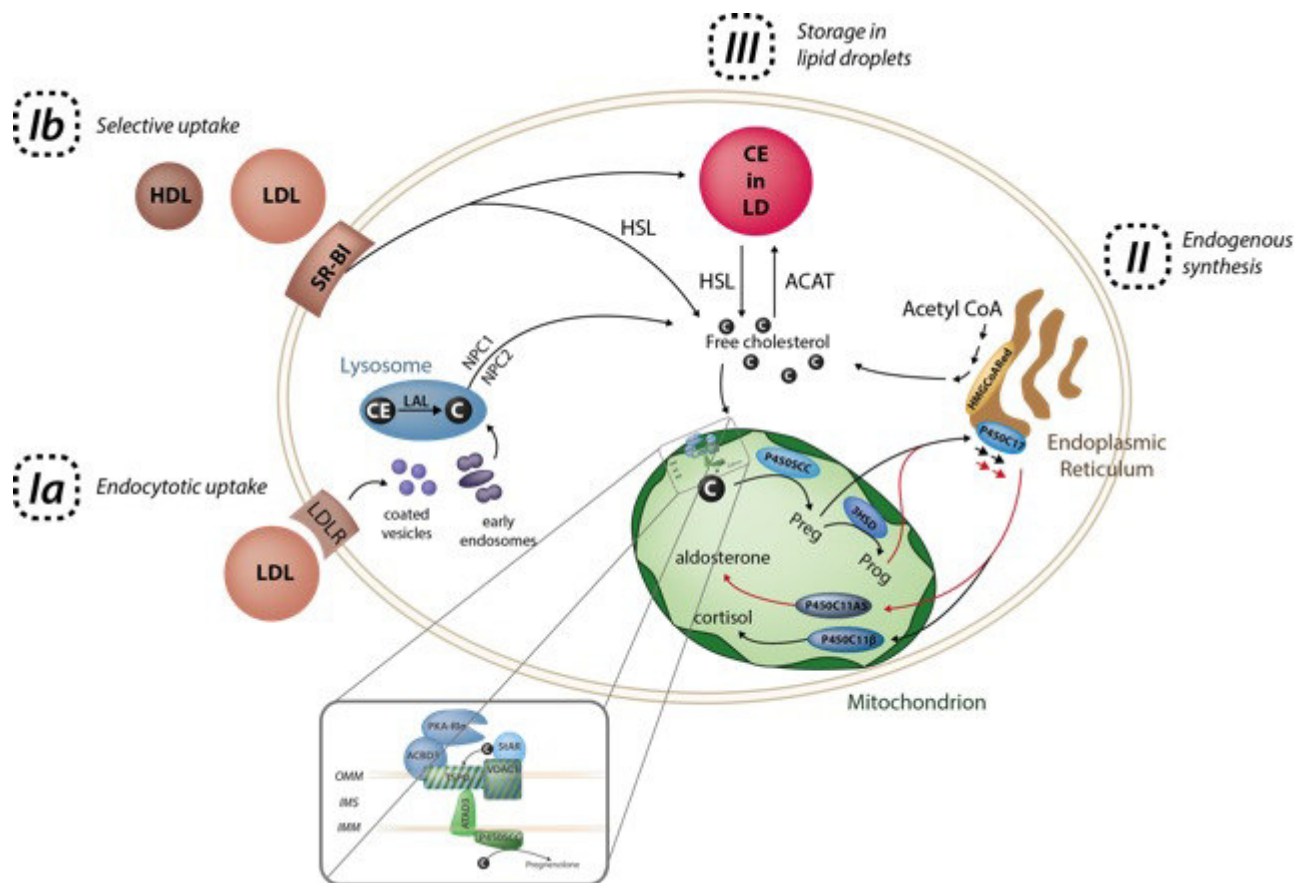 III
Storage in
lipid droplets
Ib
Selective uptake
HDL
LDL
SR-BI
CE
in
LD
HSL
HSL
ACAT
II
Endogenous
synthesis
Acetyl CoA
C
C
Free cholesterol
C
C
C
HMGCoARed
P450C17
Endoplasmic
Reticulum
NPC1
NPC2
Lysosome
CE
LAL
C
Ia
Endocytotic uptake
LDLR
LDL
coated
vesicles
early
endosomes
P450SCC
C
Preg
3HSD
Prog
aldosterone
P450C11AS
cortisol
P450C11β
Mitochondrion
ACBD3
C
StAR
OMM
IMS
IMM
ATAD3
P450SCC
C
Pregnenolone